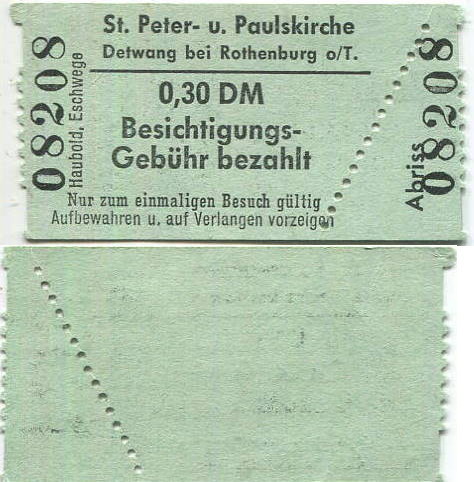 St. Peter- u. Paulskirche
Detwang bei Rothenburg o/T.
0,30 DM
Besichtigungs-
Gebühr bezahlt
Nur zum einmaligen Besuch gültig
Aufbewahren u. auf Verlangen vorzeigen
08208
Haubold, Eschwege
Abriss
08208